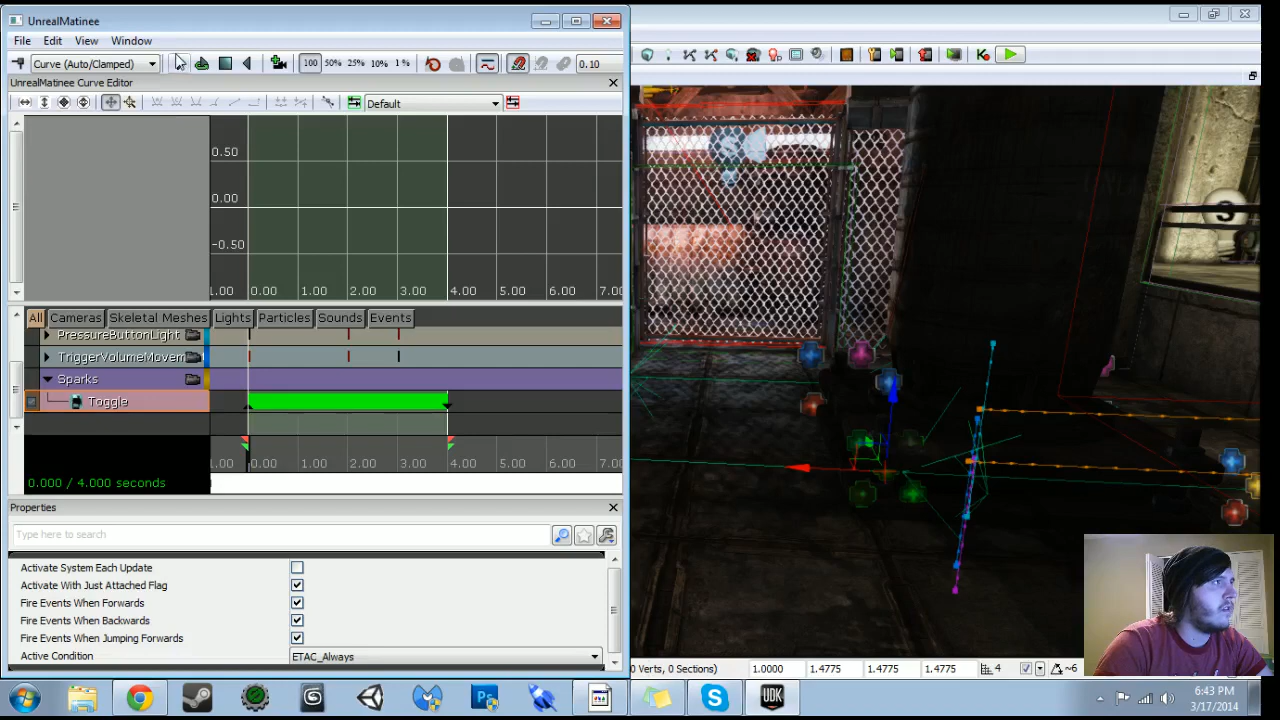 UnrealMatinee
File Edit View Window
Curve (Auto/Clamped) 100 50% 25% 10% 1 % 0.10
UnrealMatinee Curve Editor
Default
0.50
0.00
-0.50
1.00 0.00 1.00 2.00 3.00 4.00 5.00 6.00 7.00
All Cameras Skeletal Meshes Lights Particles Sounds Events
PressureButtonLight
TriggerVolumeMovem
Sparks
Toggle
1.00 0.00 1.00 2.00 3.00 4.00 5.00 6.00 7.00
0.000 / 4.000 seconds
Properties
Type here to search
Activate System Each Update
Activate With Just Attached Flag
Fire Events When Forwards
Fire Events When Backwards
Fire Events When Jumping Forwards
Active Condition ETAC_Always
0 Verts, 0 Sections) 1.0000 1.4775 1.4775 1.4775 4 ~6
UDK
6:43 PM
3/17/2014